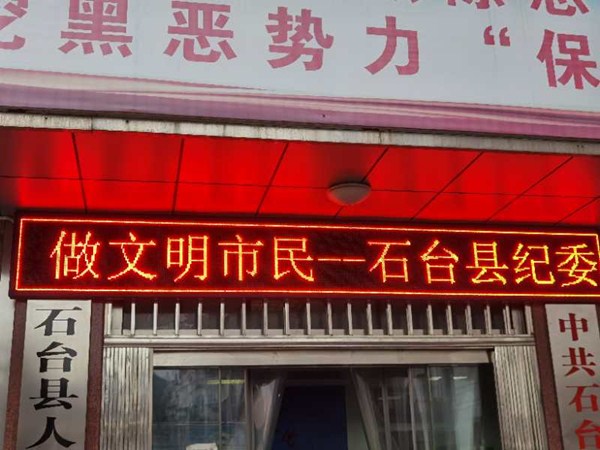 黑恶势力“保
做文明市民--石台县纪委
石台县人
中共石台